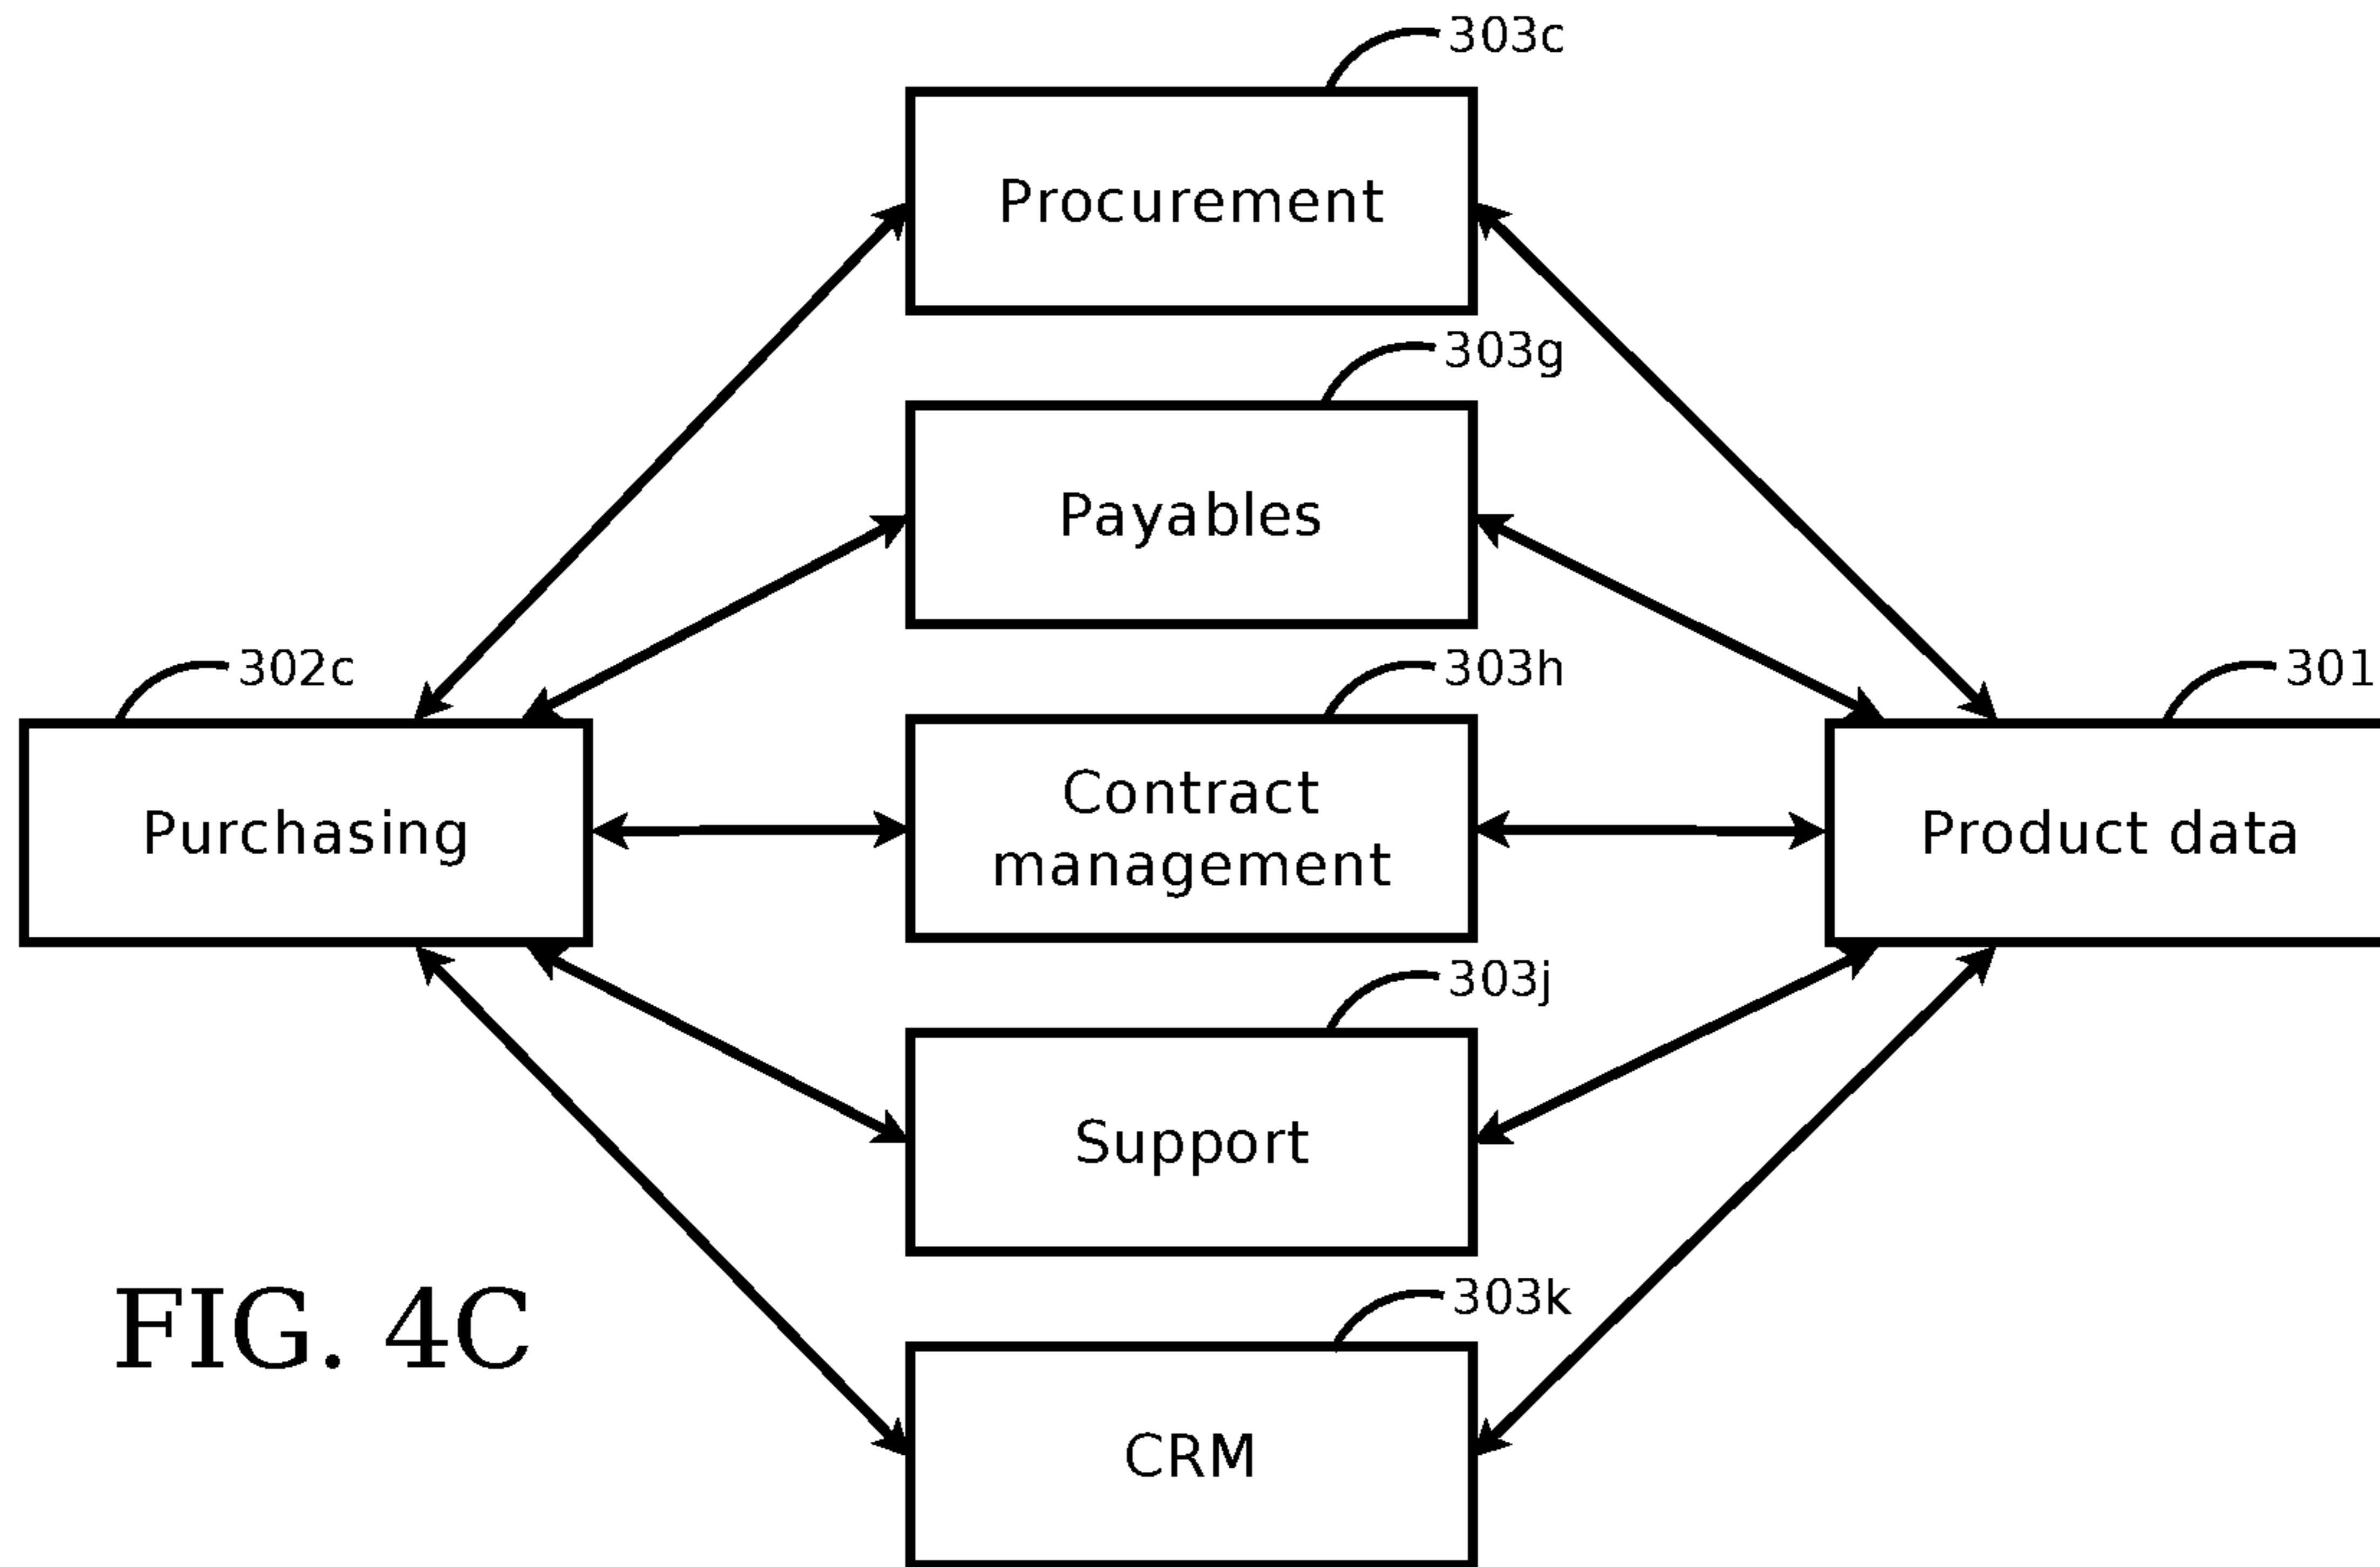 303c
Procurement
303g
Payables
302c
303h
301
Purchasing
Contract
management
Product data
303j
Support
303k
FIG. 4C
CRM